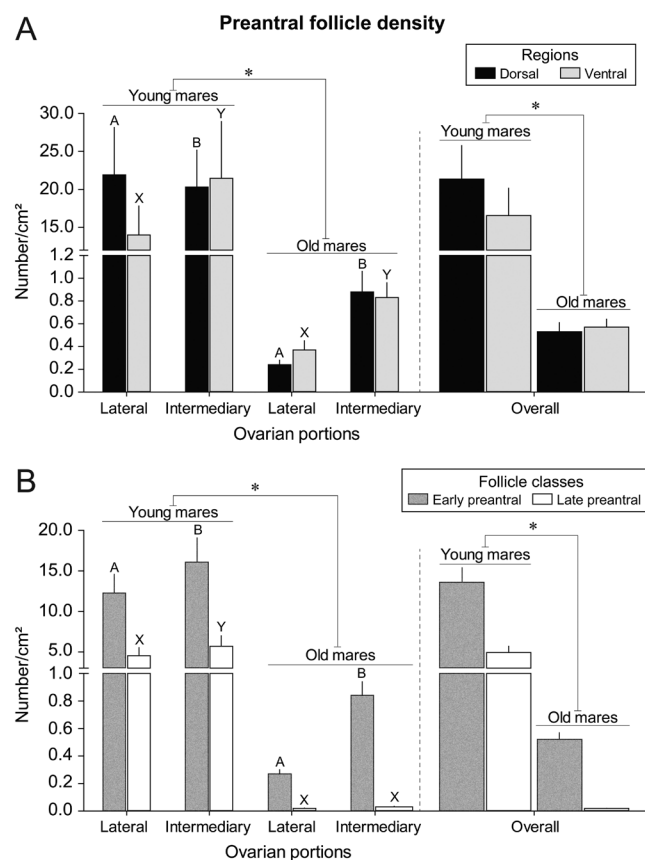 A
Preantral follicle density
Regions
Dorsal Ventral
*
*
Young mares
Young mares
30.0
A
X
B
Y
25.0
20.0
15.0
1.2
Old mares
1.0
B
Y
0.8
Old mares
0.6
X
0.4
A
0.2
0.0
Number/cm²
Lateral Intermediary Lateral Intermediary Overall
Ovarian portions
B
Follicle classes
Early preantral Late preantral
*
*
Young mares
Young mares
20.0
B
A
15.0
10.0
Y
X
5.0
1.0
Old mares
B
0.8
Old mares
0.6
0.4
A
0.2
X
X
0.0
Number/cm²
Lateral Intermediary Lateral Intermediary Overall
Ovarian portions